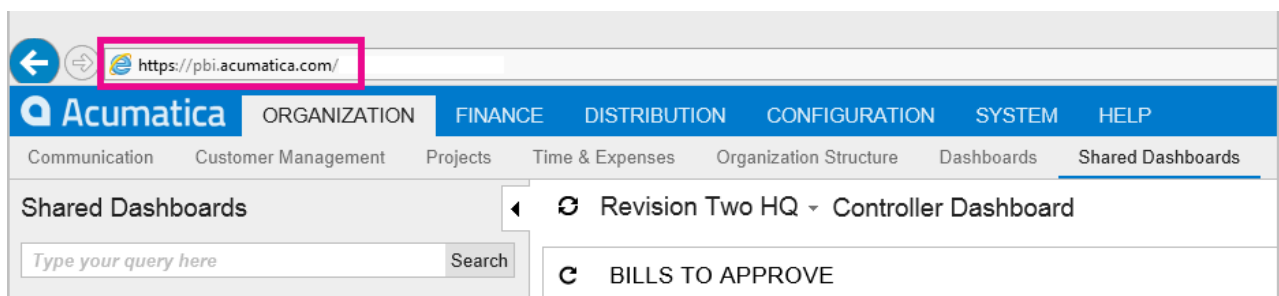 https://pbi.acumatica.com/
Acumatica ORGANIZATION FINANCE DISTRIBUTION CONFIGURATION SYSTEM HELP
Communication Customer Management Projects Time & Expenses Organization Structure Dashboards Shared Dashboards
Shared Dashboards
Revision Two HQ Controller Dashboard
Type your query here Search
BILLS TO APPROVE